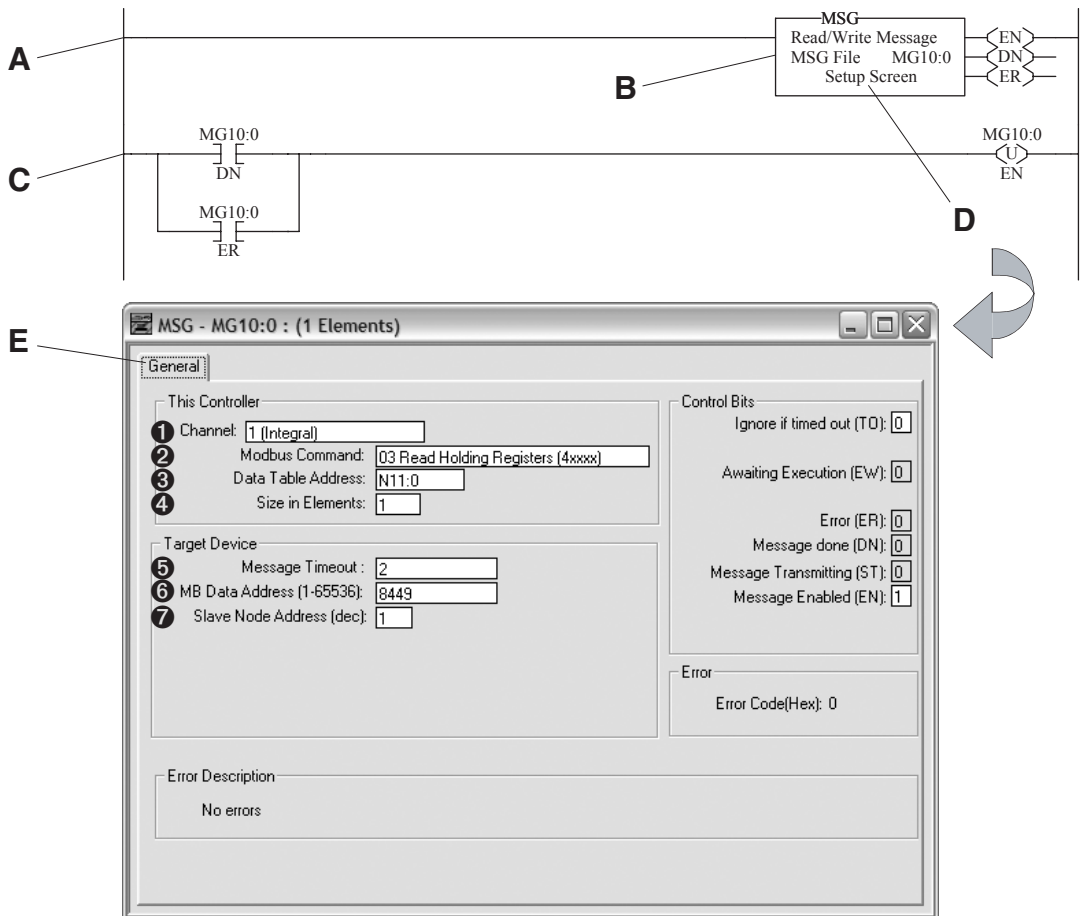 A
MSG
Read/Write Message
MSG File MG10:0
Setup Screen
EN
DN
ER
B
C
MG10:0
DN
MG10:0
ER
MG10:0
U
EN
D
E
MSG - MG10:0 : (1 Elements)
General
This Controller
1 Channel: 1 (Integral)
2 Modbus Command: 03 Read Holding Registers (4xxxx)
3 Data Table Address: N11:0
4 Size in Elements: 1
Target Device
5 Message Timeout : 2
6 MB Data Address (1-65536): 8449
7 Slave Node Address (dec): 1
Control Bits
Ignore if timed out (TO): 0
Awaiting Execution (EW): 0
Error (ER): 0
Message done (DN): 0
Message Transmitting (ST): 0
Message Enabled (EN): 1
Error
Error Code(Hex): 0
Error Description
No errors